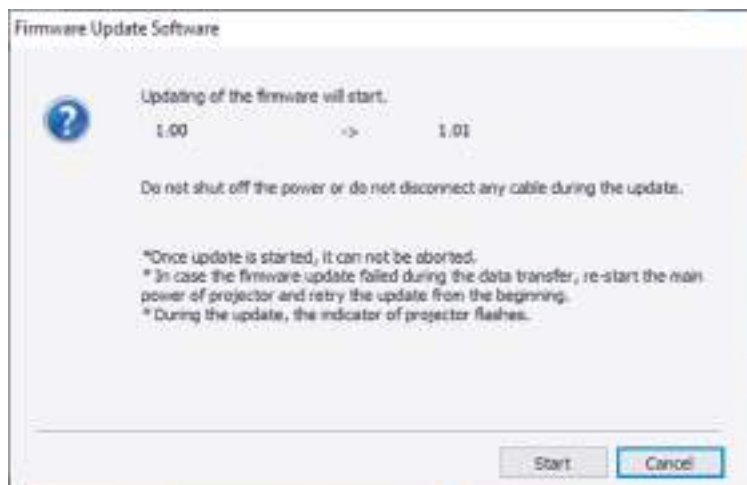 Firmware Update Software
Updating of the firmware will start.
1.00 -> 1.01
Do not shut off the power or do not disconnect any cable during the update.
*Once update is started, it can not be aborted.
* In case the firmware update failed during the data transfer, re-start the main
power of projector and retry the update from the beginning.
* During the update, the indicator of projector flashes.
Start Cancel